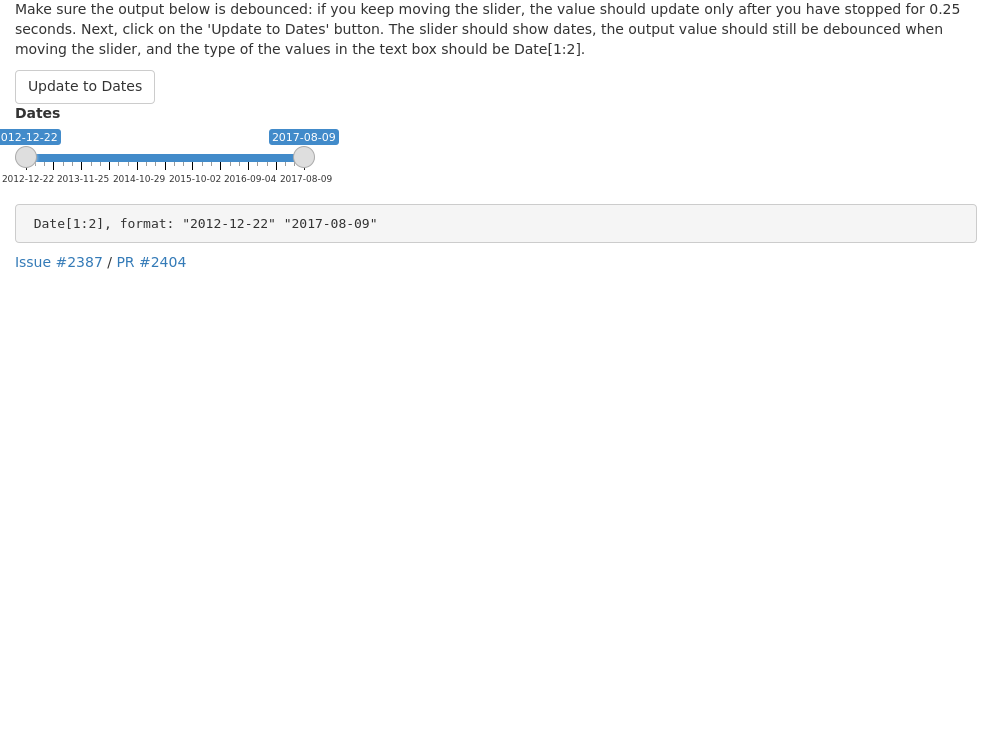 Make sure the output below is debounced: if you keep moving the slider, the value should update only after you have stopped for 0.25
seconds. Next, click on the 'Update to Dates' button. The slider should show dates, the output value should still be debounced when
moving the slider, and the type of the values in the text box should be Date[1:2].
Update to Dates
Dates
012-12-22 2017-08-09
2012-12-22 2013-11-25 2014-10-29 2015-10-02 2016-09-04 2017-08-09
Date[1:2], format: "2012-12-22" "2017-08-09"
Issue #2387 / PR #2404